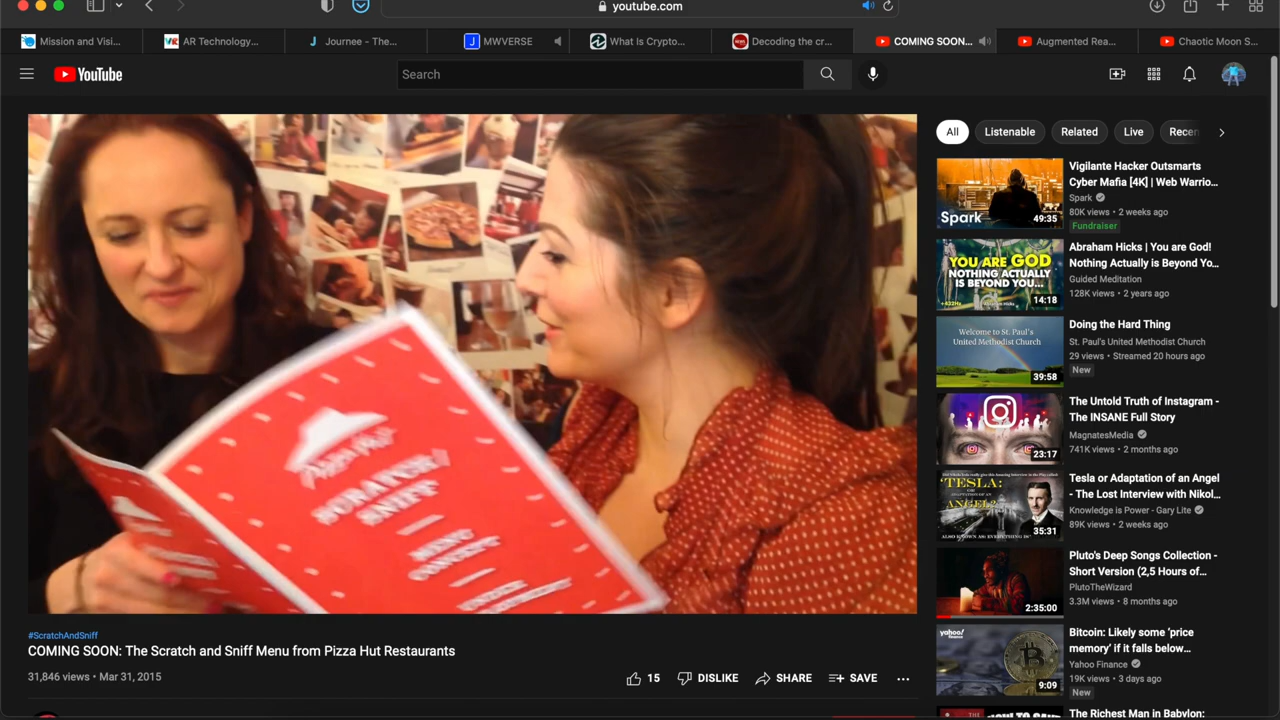 youtube.com
Mission and Visi...
AR Technology...
Journee - The...
MWVERSE
What Is Crypto...
Decoding the cr...
COMING SOON...
Augmented Rea...
Chaotic Moon S...
YouTube
Search
All
Listenable
Related
Live
Recen
SCRATCH/
SNIFF
MENU
CONCEPT
UNDER
#ScratchAndSniff
COMING SOON: The Scratch and Sniff Menu from Pizza Hut Restaurants
31,846 views • Mar 31, 2015
15
DISLIKE
SHARE
SAVE
Spark
49:35
Vigilante Hacker Outsmarts
Cyber Mafia [4K] | Web Warrio...
Spark
80K views • 2 weeks ago
Fundraiser
YOU ARE GOD
NOTHING ACTUALLY
IS BEYOND YOU...
14:18
Abraham Hicks | You are God!
Nothing Actually is Beyond Yo...
Guided Meditation
128K views • 2 years ago
Welcome to St. Paul's
United Methodist Church
39:58
Doing the Hard Thing
St. Paul's United Methodist Church
29 views • Streamed 20 hours ago
New
23:17
The Untold Truth of Instagram -
The INSANE Full Story
MagnatesMedia
741K views • 2 months ago
'TESLA:
ANGEL?
35:31
Tesla or Adaptation of an Angel
- The Lost Interview with Nikol...
Knowledge is Power - Gary Lite
89K views • 2 weeks ago
2:35:00
Pluto's Deep Songs Collection -
Short Version (2,5 Hours of...
PlutoTheWizard
3.3M views • 8 months ago
yahoo!
finance
9:09
Bitcoin: Likely some 'price
memory' if it falls below...
Yahoo Finance
19K views • 3 days ago
New
The Richest Man in Babylon: